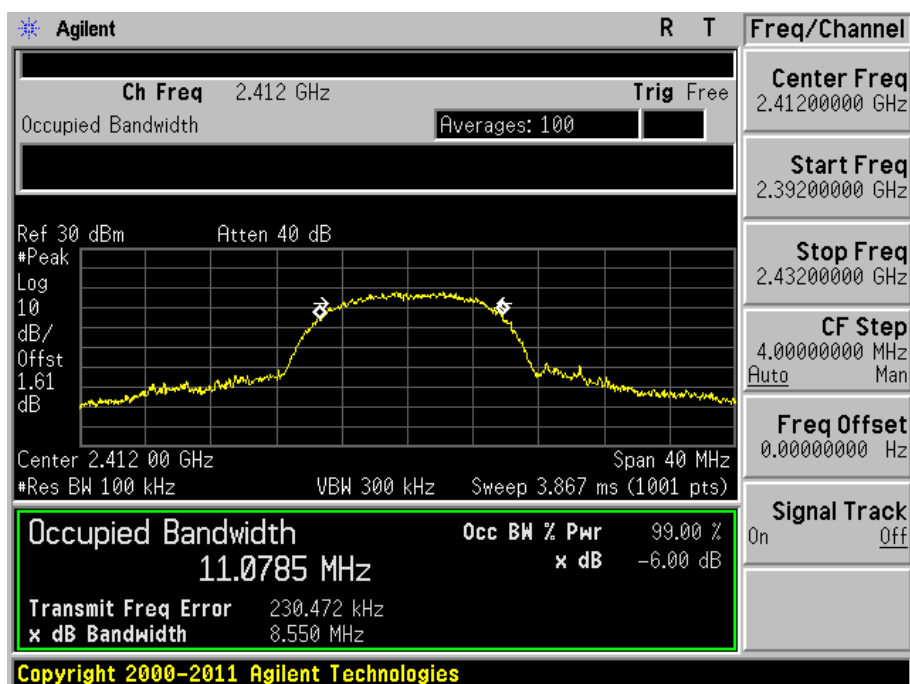 Agilent R T
Ch Freq 2.412 GHz Trig Free
Occupied Bandwidth Averages: 100
Ref 30 dBm Atten 40 dB
#Peak
Log
10
dB/
Offst
1.61
dB
Center 2.412 00 GHz Span 40 MHz
#Res BW 100 kHz VBW 300 kHz Sweep 3.867 ms (1001 pts)
Occupied Bandwidth Occ BW % Pwr 99.00 %
11.0785 MHz x dB -6.00 dB
Transmit Freq Error 230.472 kHz
x dB Bandwidth 8.550 MHz
Copyright 2000-2011 Agilent Technologies
Freq/Channel
Center Freq
2.41200000 GHz
Start Freq
2.39200000 GHz
Stop Freq
2.43200000 GHz
CF Step
4.00000000 MHz
Auto Man
Freq Offset
0.00000000 Hz
Signal Track
On Off